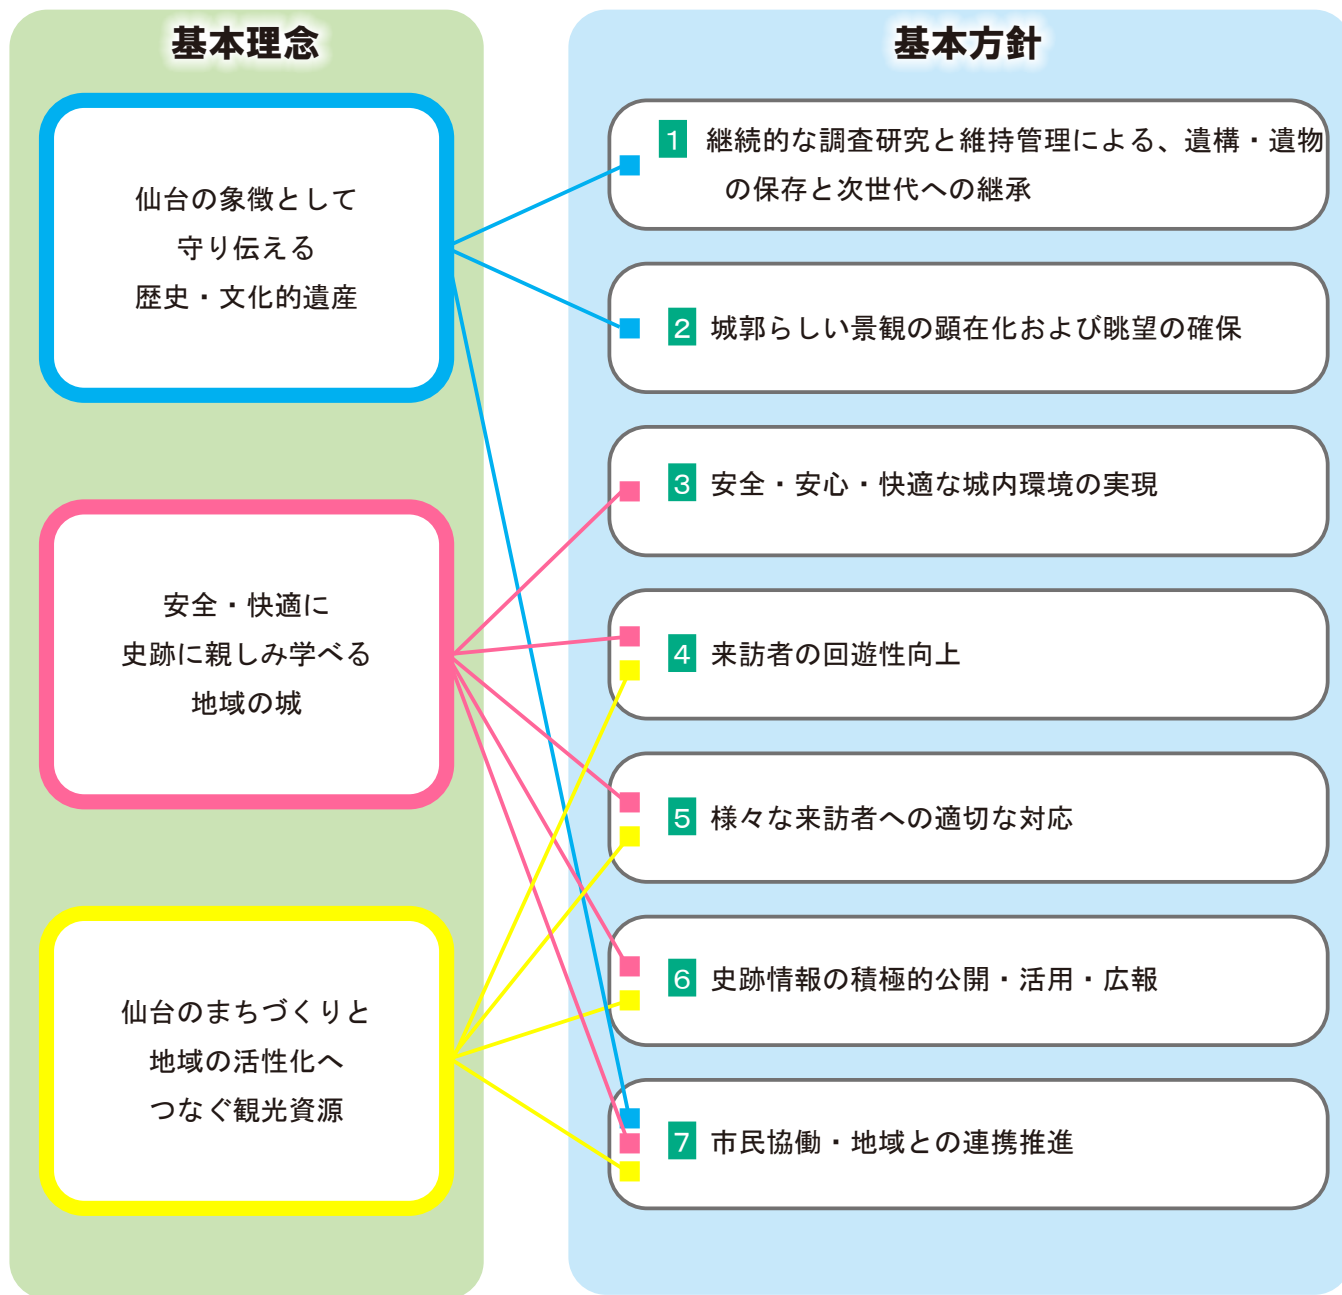 基本理念
仙台の象徴として
守り伝える
歴史・文化的遺産
安全・快適に
史跡に親しみ学べる
地域の城
仙台のまちづくりと
地域の活性化へ
つなぐ観光資源
基本方針
1 継続的な調査研究と維持管理による、遺構・遺物
の保存と次世代への継承
2 城郭らしい景観の顕在化および眺望の確保
3 安全・安心・快適な城内環境の実現
4 来訪者の回遊性向上
5 様々な来訪者への適切な対応
6 史跡情報の積極的公開・活用・広報
7 市民協働・地域との連携推進